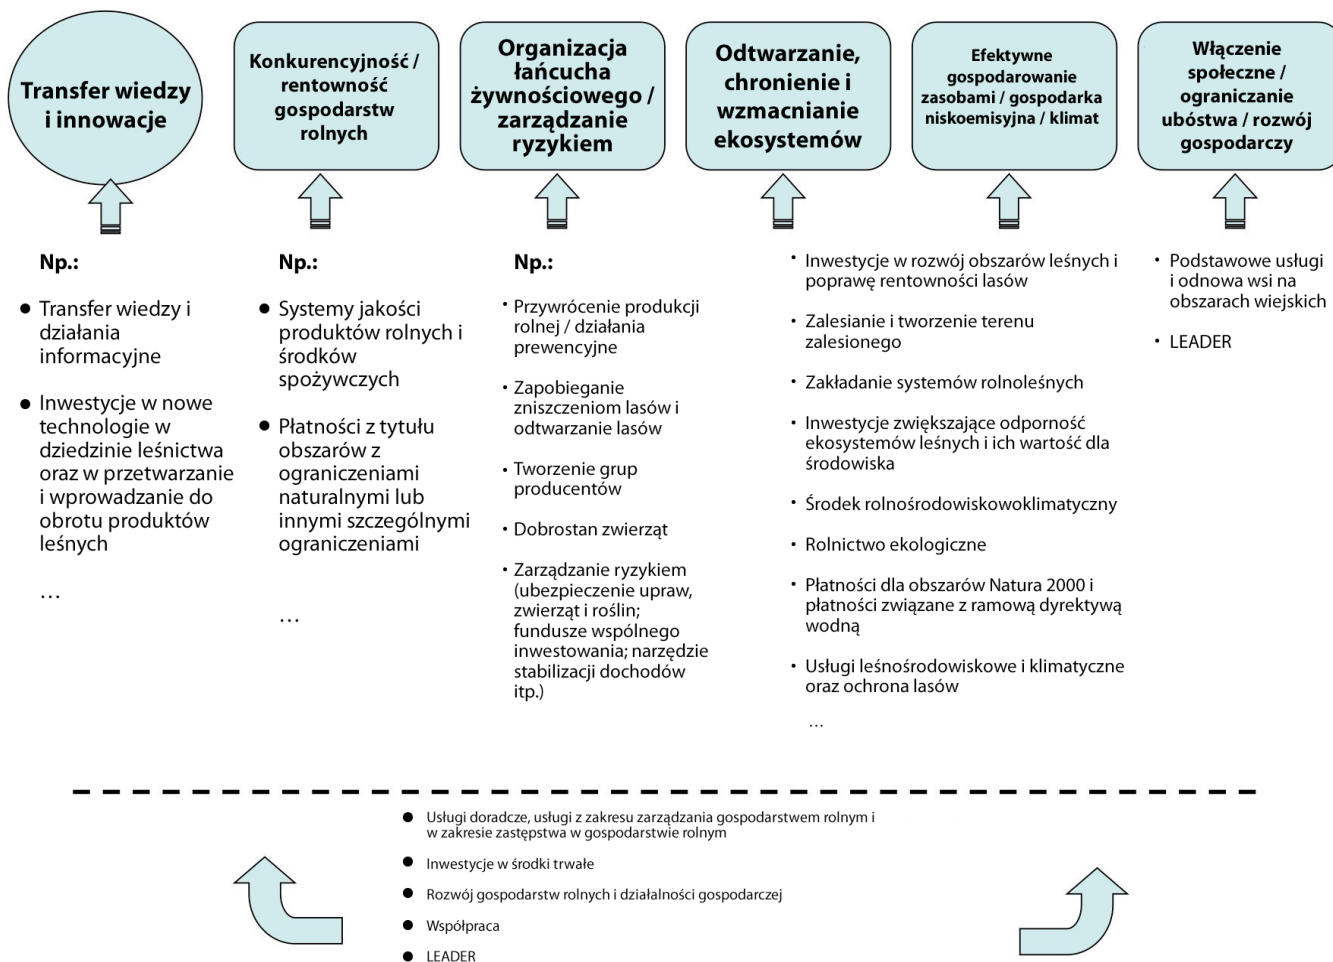 Transfer wiedzy
i innowacje
Konkurencyjność /
rentowność
gospodarstw
rolnych
Organizacja
łańcucha
żywnościowego /
zarządzanie
ryzykiem
Odtwarzanie,
chronienie i
wzmacnianie
ekosystemów
Efektywne
gospodarowanie
zasobami / gospodarka
niskoemisyjna / klimat
Włączenie
społeczne /
ograniczanie
ubóstwa / rozwój
gospodarczy
Np.:
• Transfer wiedzy i
działania
informacyjne
• Inwestycje w nowe
technologie w
dziedzinie leśnictwa
oraz w przetwarzanie
i wprowadzanie do
obrotu produktów
leśnych
…
Np.:
• Systemy jakości
produktów rolnych i
środków
spożywczych
• Płatności z tytułu
obszarów z
ograniczeniami
naturalnymi lub
innymi szczególnymi
ograniczeniami
…
Np.:
• Przywrócenie produkcji
rolnej / działania
prewencyjne
• Zapobieganie
zniszczeniom lasów i
odtwarzanie lasów
• Tworzenie grup
producentów
• Dobrostan zwierząt
• Zarządzanie ryzykiem
(ubezpieczenie upraw,
zwierząt i roślin;
fundusze wspólnego
inwestowania; narzędzie
stabilizacji dochodów
itp.)
• Inwestycje w rozwój obszarów leśnych i
poprawę rentowności lasów
• Zalesianie i tworzenie terenu
zalesionego
• Zakładanie systemów rolnoleśnych
• Inwestycje zwiększające odporność
ekosystemów leśnych i ich wartość dla
środowiska
• Środek rolnośrodowiskowoklimatyczny
• Rolnictwo ekologiczne
• Płatności dla obszarów Natura 2000 i
płatności związane z ramową dyrektywą
wodną
• Usługi leśnośrodowiskowe i klimatyczne
oraz ochrona lasów
…
• Podstawowe usługi
i odnowa wsi na
obszarach wiejskich
• LEADER
• Usługi doradcze, usługi z zakresu zarządzania gospodarstwem rolnym i
w zakresie zastępstwa w gospodarstwie rolnym
• Inwestycje w środki trwałe
• Rozwój gospodarstw rolnych i działalności gospodarczej
• Współpraca
• LEADER